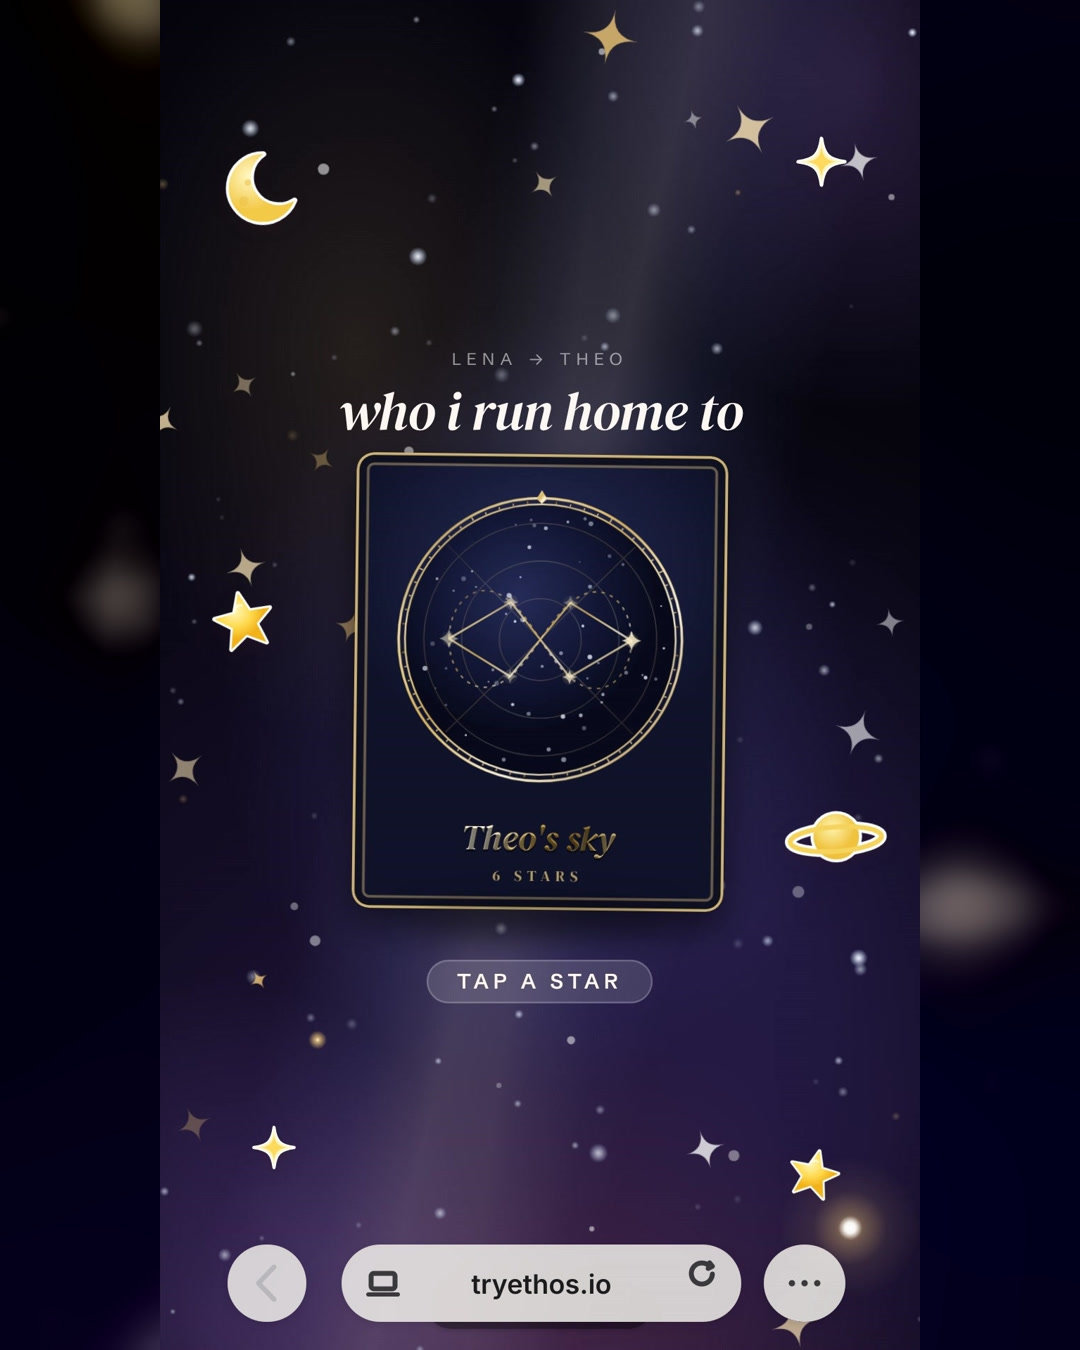 LENA → THEO
who i run home to
Theo's sky
6 STARS
TAP A STAR
tryethos.io